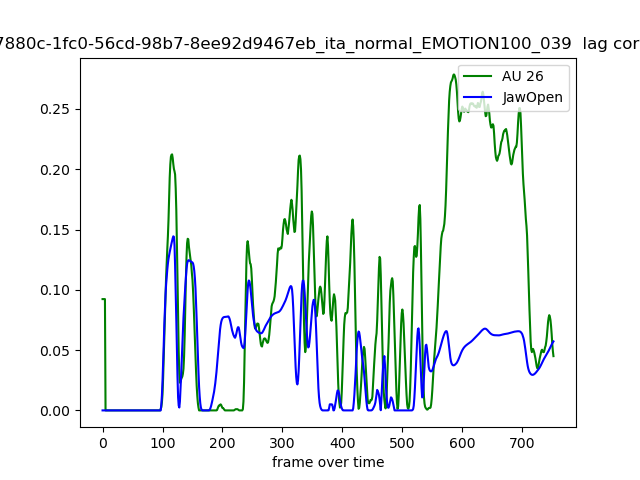 7880c-1fc0-56cd-98b7-8ee92d9467eb_ita_normal_EMOTION100_039 lag cor
AU 26
JawOpen
0.25
0.20
0.15
0.10
0.05
0.00
0 100 200 300 400 500 600 700
frame over time